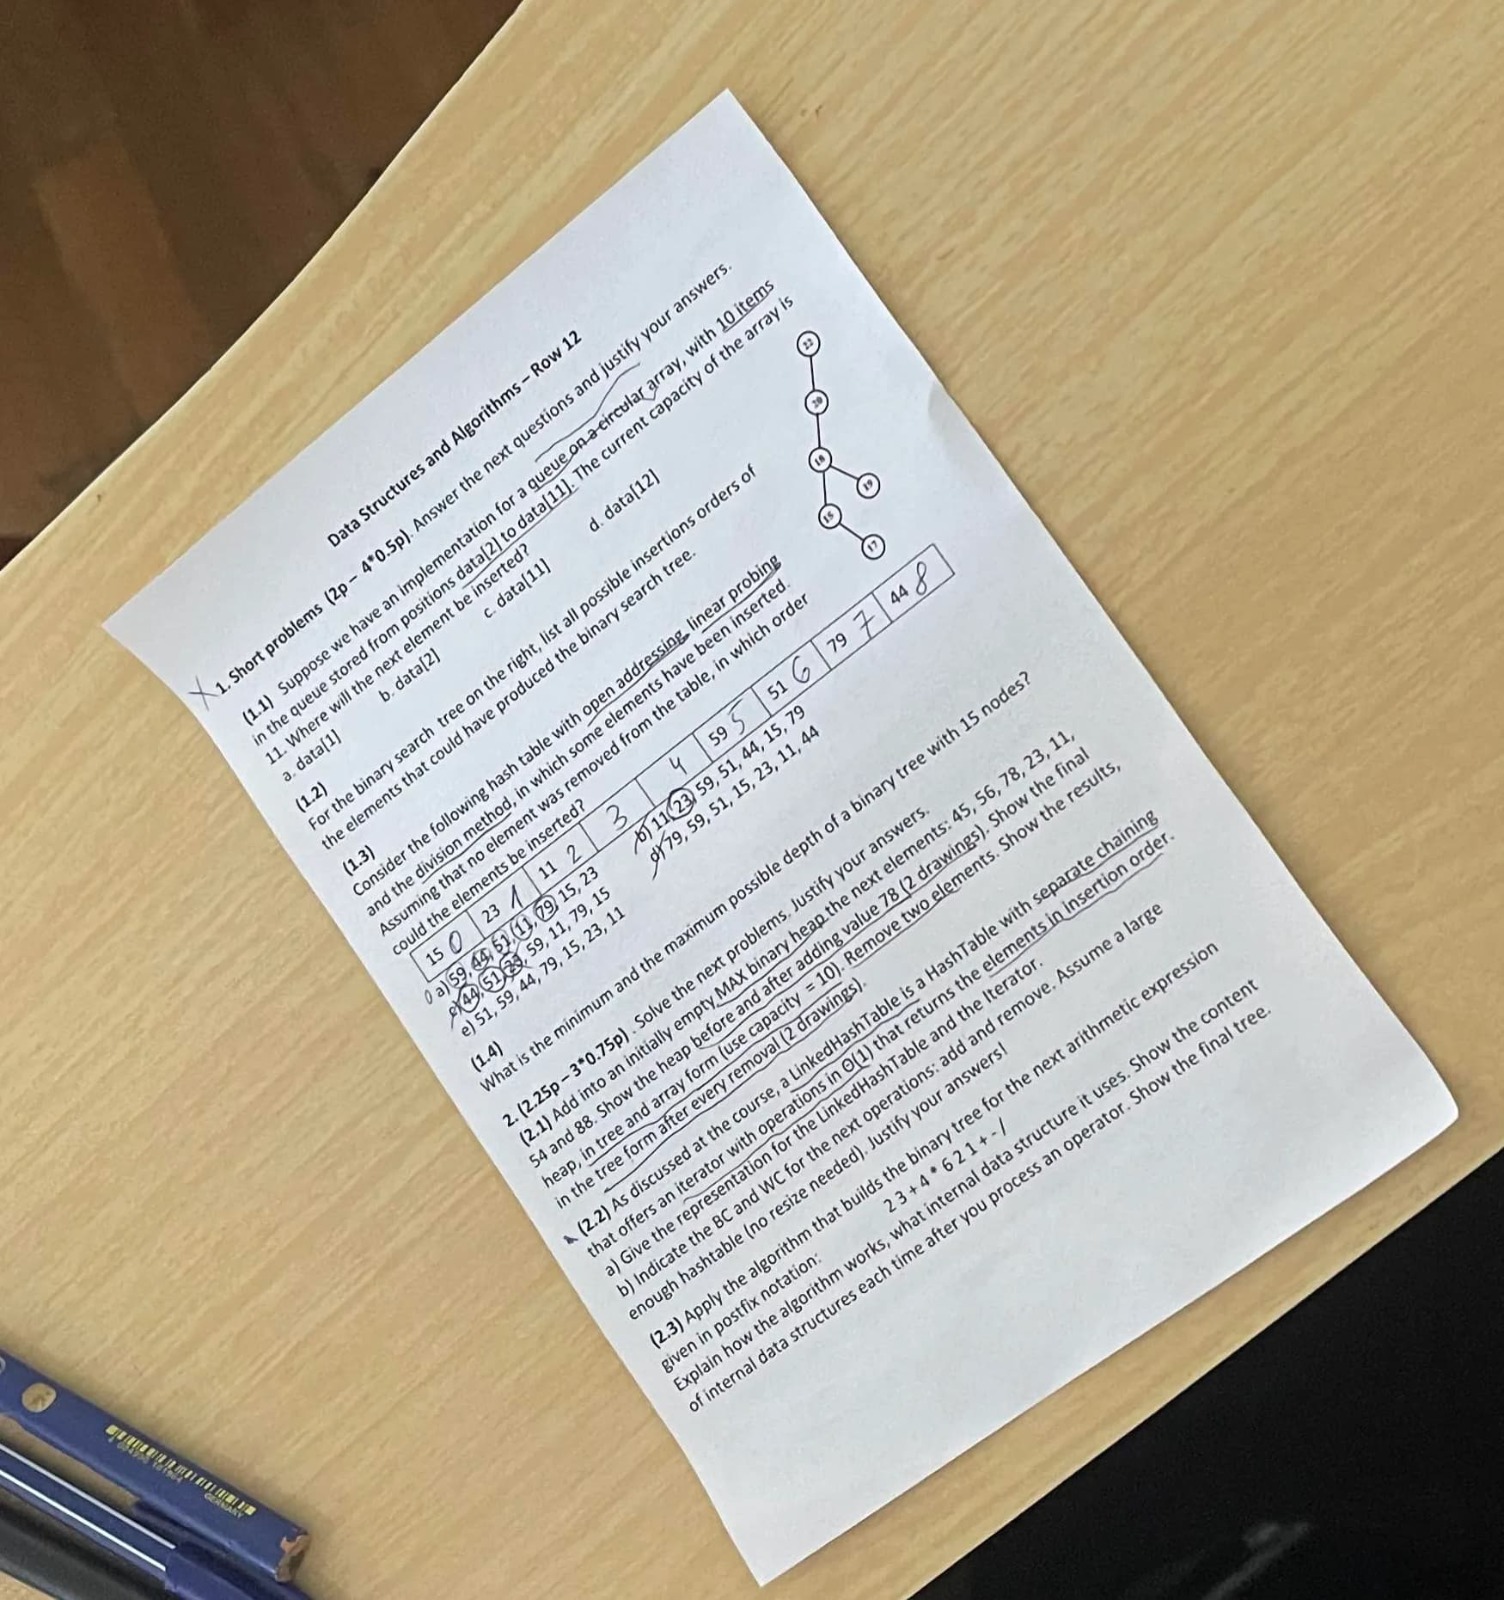 Data Structures and Algorithms – Row 12
X 1. Short problems (2p – 4*0.5p). Answer the next questions and justify your answers.
(1.1) Suppose we have an implementation for a queue on a circular array, with 10 items
in the queue stored from positions data[2] to data[11]. The current capacity of the array is
11. Where will the next element be inserted?
a. data[1] b. data[2] c. data[11] d. data[12]
(1.2)
For the binary search tree on the right, list all possible insertions orders of
the elements that could have produced the binary search tree.
20
18
19
15
17
(1.3)
Consider the following hash table with open addressing, linear probing
and the division method, in which some elements have been inserted.
Assuming that no element was removed from the table, in which order
could the elements be inserted?
15 0 23 1 11 2 3 4 59 5 51 6 79 7 44 8
a) 59, 44, 51, 11, 79, 15, 23 b) 11, 23, 59, 51, 44, 15, 79
c) 44, 51, 23, 59, 11, 79, 15 d) 79, 59, 51, 15, 23, 11, 44
e) 51, 59, 44, 79, 15, 23, 11
(1.4)
What is the minimum and the maximum possible depth of a binary tree with 15 nodes?
2. (2.25p – 3*0.75p) . Solve the next problems. Justify your answers.
(2.1) Add into an initially empty MAX binary heap the next elements: 45, 56, 78, 23, 11,
54 and 88. Show the heap before and after adding value 78 (2 drawings). Show the final
heap, in tree and array form (use capacity = 10). Remove two elements. Show the results,
in the tree form after every removal (2 drawings).
(2.2) As discussed at the course, a LinkedHashTable is a HashTable with separate chaining
that offers an iterator with operations in Θ(1) that returns the elements in insertion order.
a) Give the representation for the LinkedHashTable and the Iterator.
b) Indicate the BC and WC for the next operations: add and remove. Assume a large
enough hashtable (no resize needed). Justify your answers!
(2.3) Apply the algorithm that builds the binary tree for the next arithmetic expression
given in postfix notation:
2 3 + 4 * 6 2 1 + - /
Explain how the algorithm works, what internal data structure it uses. Show the content
of internal data structures each time after you process an operator. Show the final tree.
GERMANY